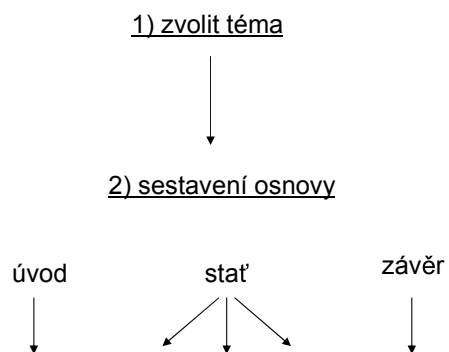 1) zvolit téma
2) sestavení osnovy
úvod stať závěr